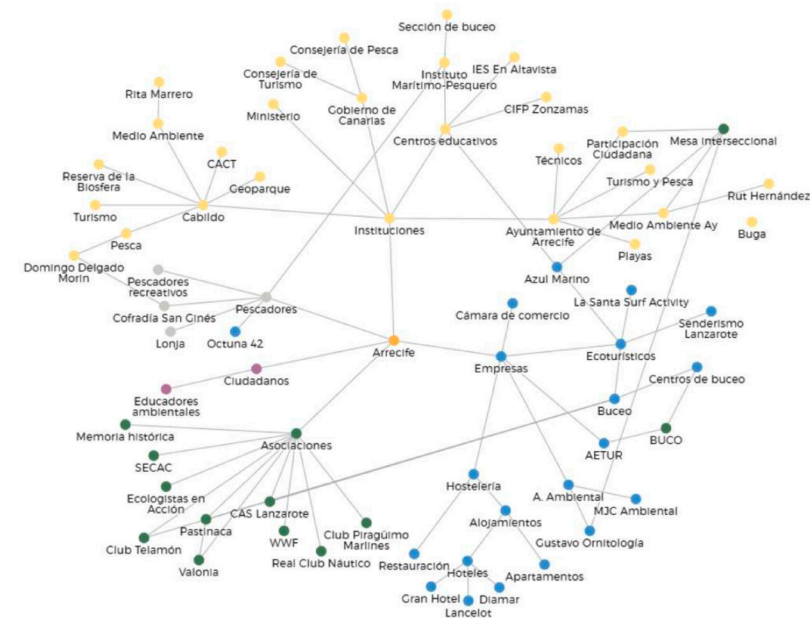 Sección de buceo
Consejería de Pesca
Consejería de
Turismo
Instituto
Marítimo-Pesquero
IES En Altavista
Rita Marrero
Ministerio
Gobierno de
Canarias
CIFP Zonzamas
Medio Ambiente
Centros educativos
Participación
Ciudadana
Mesa interseccional
CACT
Técnicos
Reserva de la
Biosfera
Geoparque
Turismo y Pesca
Rut Hernández
Turismo
Cabildo
Instituciones
Ayuntamiento de
Arrecife
Medio Ambiente Ay
Buga
Pesca
Playas
Domingo Delgado
Morin
Pescadores
recreativos
Azul Marino
La Santa Surf Activity
Cofradía San Ginés
Pescadores
Cámara de comercio
Senderismo
Lanzarote
Lonja
Octuna 42
Arrecife
Ecoturísticos
Empresas
Ciudadanos
Centros de buceo
Educadores
ambientales
Buceo
Memoria histórica
Asociaciones
BUCO
AETUR
SECAC
Hostelería
Ecologistas en
Acción
A. Ambiental
MJC Ambiental
CAS Lanzarote
Alojamientos
Pastinaca
Club Piragüimo
Marlines
WWF
Club Telamón
Gustavo Ornitología
Real Club Náutico
Restauración
Valonia
Hoteles
Apartamentos
Gran Hotel
Diamar
Lancelot